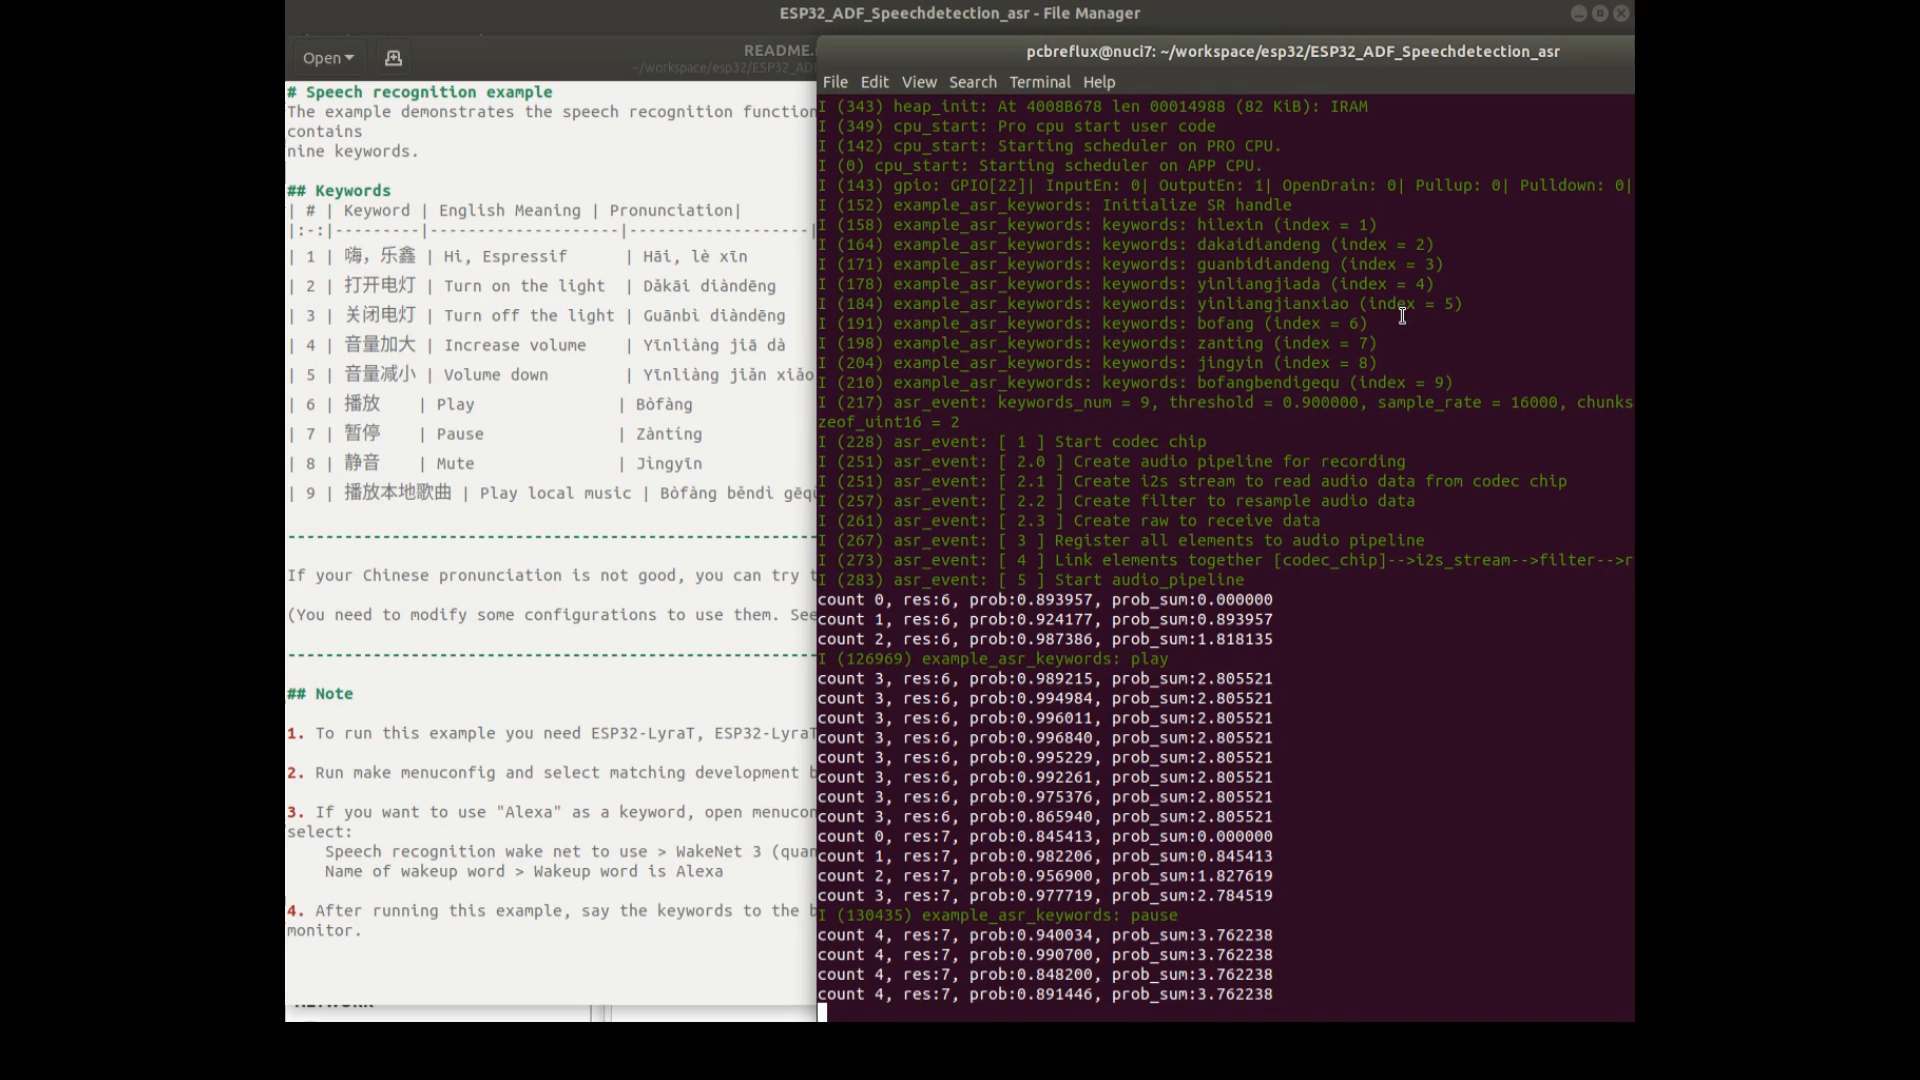 ESP32_ADF_Speechdetection_asr - File Manager
Open
README.
~/workspace/esp32/ESP32_AD
# Speech recognition example
The example demonstrates the speech recognition function
contains
nine keywords.
## Keywords
| # | Keyword | English Meaning | Pronunciation|
|:-:|---------|--------------------|-------------------|
| 1 | 嗨，乐鑫 | Hi, Espressif | Hāi, lè xīn
| 2 | 打开电灯 | Turn on the light | Dǎkāi diàndēng
| 3 | 关闭电灯 | Turn off the light | Guānbì diàndēng
| 4 | 音量加大 | Increase volume | Yīnliàng jiā dà
| 5 | 音量减小 | Volume down | Yīnliàng jiǎn xiǎo
| 6 | 播放 | Play | Bòfàng
| 7 | 暂停 | Pause | Zàntíng
| 8 | 静音 | Mute | Jìngyīn
| 9 | 播放本地歌曲 | Play local music | Bòfàng běndì gēqǔ
--------------------------------------------------------
If your Chinese pronunciation is not good, you can try t
(You need to modify some configurations to use them. See
--------------------------------------------------------
## Note
1. To run this example you need ESP32-LyraT, ESP32-LyraT
2. Run make menuconfig and select matching development b
3. If you want to use "Alexa" as a keyword, open menucon
select:
Speech recognition wake net to use > WakeNet 3 (quan
Name of wakeup word > Wakeup word is Alexa
4. After running this example, say the keywords to the b
monitor.
pcbreflux@nuci7: ~/workspace/esp32/ESP32_ADF_Speechdetection_asr
File Edit View Search Terminal Help
I (343) heap_init: At 4008B678 len 00014988 (82 KiB): IRAM
I (349) cpu_start: Pro cpu start user code
I (142) cpu_start: Starting scheduler on PRO CPU.
I (0) cpu_start: Starting scheduler on APP CPU.
I (143) gpio: GPIO[22]| InputEn: 0| OutputEn: 1| OpenDrain: 0| Pullup: 0| Pulldown: 0|
I (152) example_asr_keywords: Initialize SR handle
I (158) example_asr_keywords: keywords: hilexin (index = 1)
I (164) example_asr_keywords: keywords: dakaidiandeng (index = 2)
I (171) example_asr_keywords: keywords: guanbidiandeng (index = 3)
I (178) example_asr_keywords: keywords: yinliangjiada (index = 4)
I (184) example_asr_keywords: keywords: yinliangjianxiao (index = 5)
I (191) example_asr_keywords: keywords: bofang (index = 6)
I (198) example_asr_keywords: keywords: zanting (index = 7)
I (204) example_asr_keywords: keywords: jingyin (index = 8)
I (210) example_asr_keywords: keywords: bofangbendigequ (index = 9)
I (217) asr_event: keywords_num = 9, threshold = 0.900000, sample_rate = 16000, chunks
zeof_uint16 = 2
I (228) asr_event: [ 1 ] Start codec chip
I (251) asr_event: [ 2.0 ] Create audio pipeline for recording
I (251) asr_event: [ 2.1 ] Create i2s stream to read audio data from codec chip
I (257) asr_event: [ 2.2 ] Create filter to resample audio data
I (261) asr_event: [ 2.3 ] Create raw to receive data
I (267) asr_event: [ 3 ] Register all elements to audio pipeline
I (273) asr_event: [ 4 ] Link elements together [codec_chip]-->i2s_stream-->filter-->r
I (283) asr_event: [ 5 ] Start audio_pipeline
count 0, res:6, prob:0.893957, prob_sum:0.000000
count 1, res:6, prob:0.924177, prob_sum:0.893957
count 2, res:6, prob:0.987386, prob_sum:1.818135
I (126969) example_asr_keywords: play
count 3, res:6, prob:0.989215, prob_sum:2.805521
count 3, res:6, prob:0.994984, prob_sum:2.805521
count 3, res:6, prob:0.996011, prob_sum:2.805521
count 3, res:6, prob:0.996840, prob_sum:2.805521
count 3, res:6, prob:0.995229, prob_sum:2.805521
count 3, res:6, prob:0.992261, prob_sum:2.805521
count 3, res:6, prob:0.975376, prob_sum:2.805521
count 3, res:6, prob:0.865940, prob_sum:2.805521
count 0, res:7, prob:0.845413, prob_sum:0.000000
count 1, res:7, prob:0.982206, prob_sum:0.845413
count 2, res:7, prob:0.956900, prob_sum:1.827619
count 3, res:7, prob:0.977719, prob_sum:2.784519
I (130435) example_asr_keywords: pause
count 4, res:7, prob:0.940034, prob_sum:3.762238
count 4, res:7, prob:0.990700, prob_sum:3.762238
count 4, res:7, prob:0.848200, prob_sum:3.762238
count 4, res:7, prob:0.891446, prob_sum:3.762238